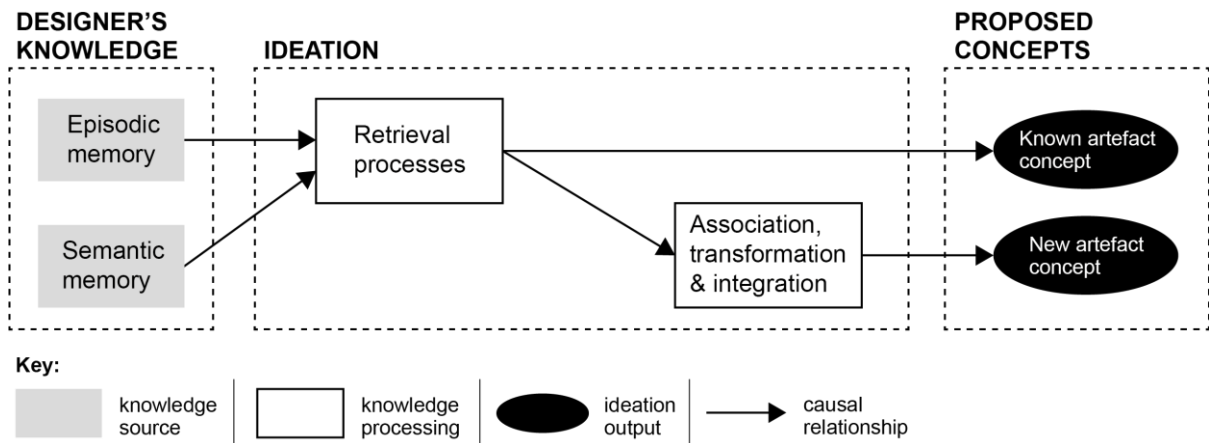 DESIGNER'S
KNOWLEDGE
IDEATION
PROPOSED
CONCEPTS
Episodic
memory
Semantic
memory
Retrieval
processes
Association,
transformation
& integration
Known artefact
concept
New artefact
concept
Key:
knowledge
source
knowledge
processing
ideation
output
causal
relationship